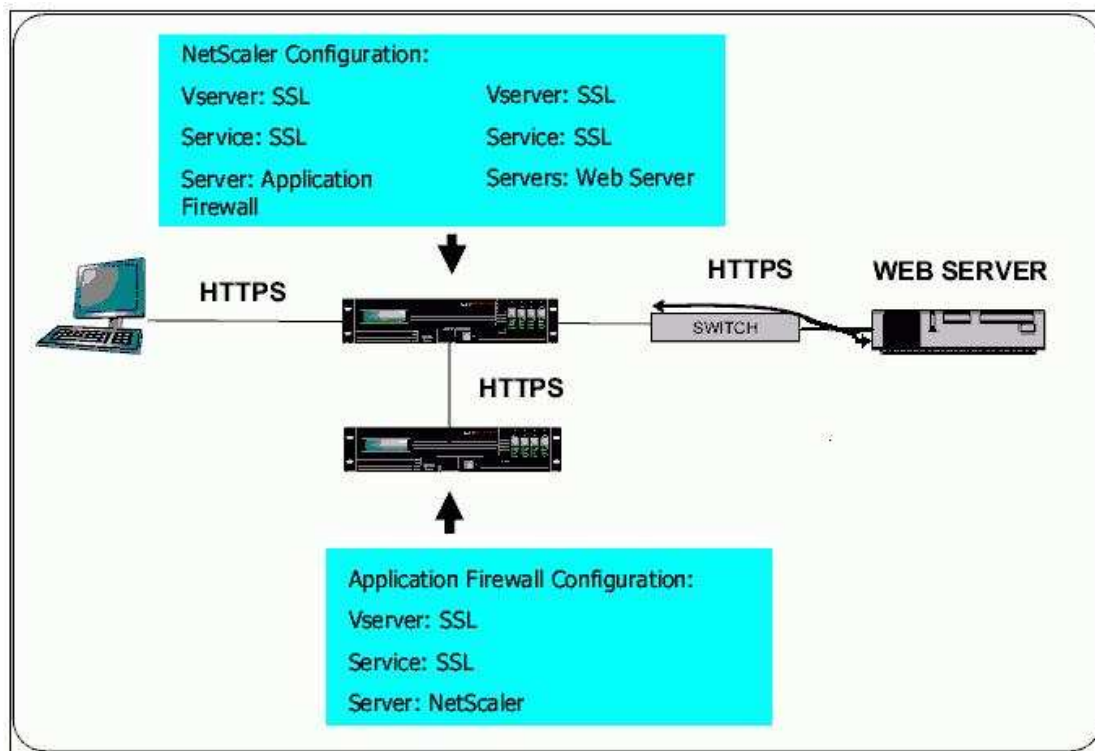 NetScaler Configuration:
Vserver: SSL
Service: SSL
Server: Application
Firewall
Vserver: SSL
Service: SSL
Servers: Web Server
HTTPS
HTTPS
WEB SERVER
SWITCH
HTTPS
Application Firewall Configuration:
Vserver: SSL
Service: SSL
Server: NetScaler